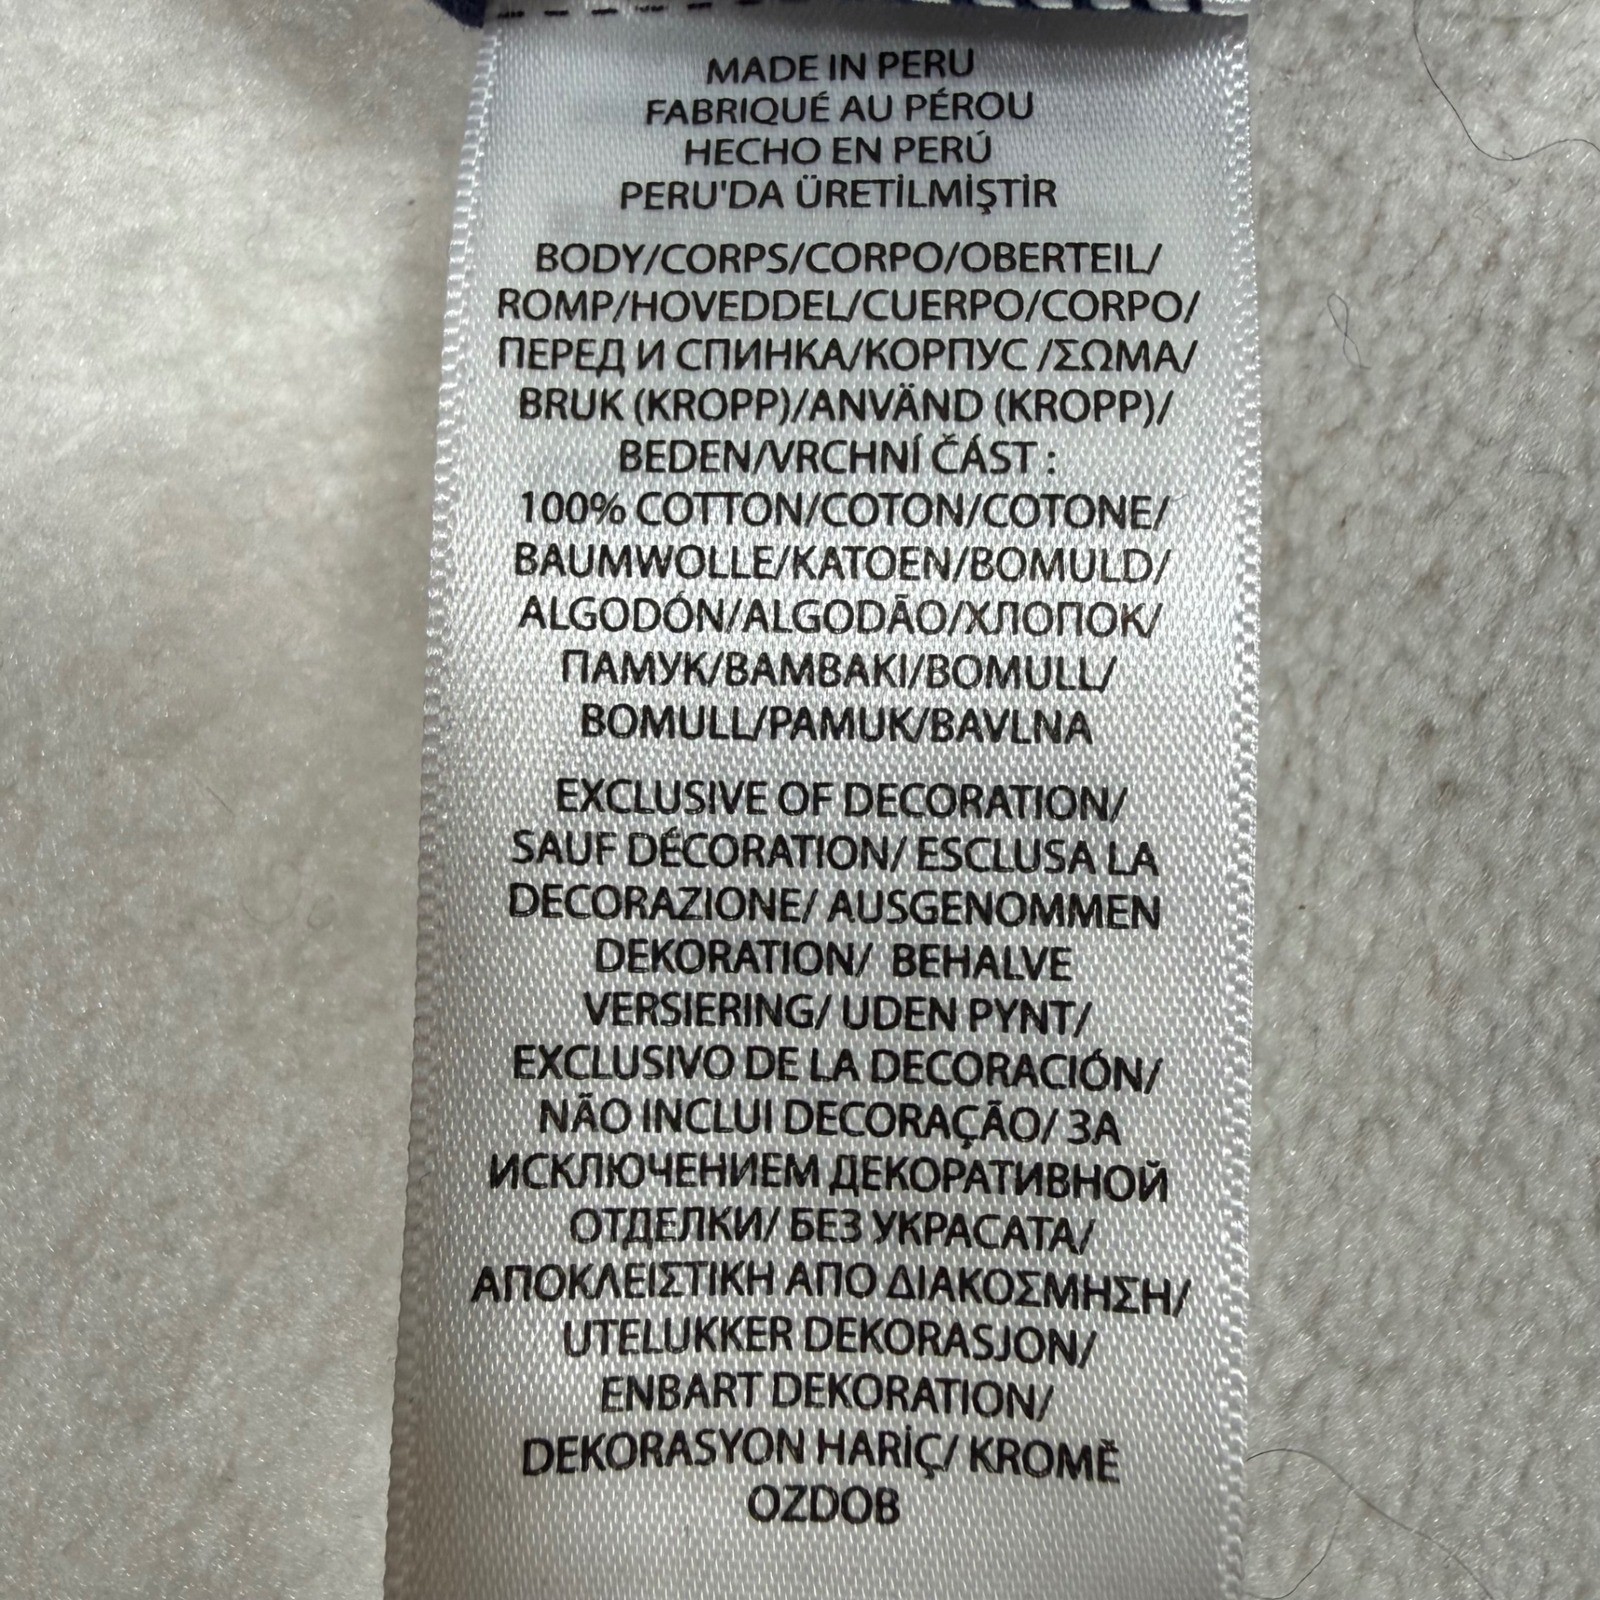 MADE IN PERU
FABRIQUÉ AU PÉROU
HECHO EN PERÚ
PERU'DA ÜRETİLMİŞTİR
BODY/CORPS/CORPO/OBERTEIL/
ROMP/HOVEDDEL/CUERPO/CORPO/
ПЕРЕД И СПИНКА/КОРПУС /ΣΩΜΑ/
BRUK (KROPP)/ANVÄND (KROPP)/
BEDEN/VRCHNÍ ČÁST :
100% COTTON/COTON/COTONE/
BAUMWOLLE/KATOEN/BOMULD/
ALGODÓN/ALGODÃO/ХЛОПОК/
ПАМУК/ΒΑΜΒΑΚΙ/BOMULL/
BOMULL/PAMUK/BAVLNA
EXCLUSIVE OF DECORATION/
SAUF DÉCORATION/ ESCLUSA LA
DECORAZIONE/ AUSGENOMMEN
DEKORATION/ BEHALVE
VERSIERING/ UDEN PYNT/
EXCLUSIVO DE LA DECORACIÓN/
NÃO INCLUI DECORAÇÃO/ ЗА
ИСКЛЮЧЕНИЕМ ДЕКОРАТИВНОЙ
ОТДЕЛКИ/ БЕЗ УКРАСАТА/
ΑΠΟΚΛΕΙΣΤΙΚΗ ΑΠΟ ΔΙΑΚΟΣΜΗΣΗ/
UTELUKKER DEKORASJON/
ENBART DEKORATION/
DEKORASYON HARİÇ/ KROMĚ
OZDOB